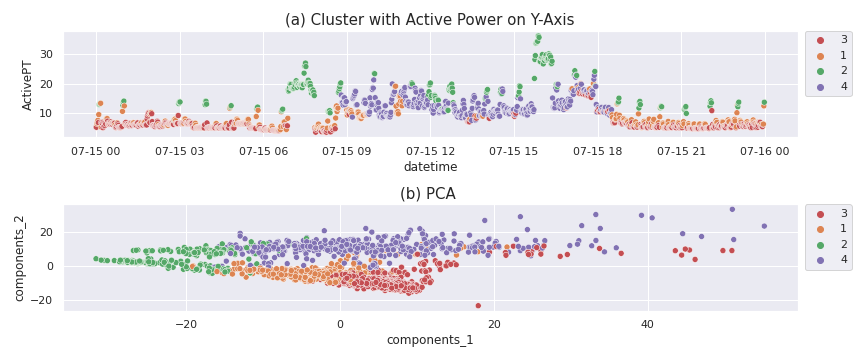 (a) Cluster with Active Power on Y-Axis
30
20
10
ActivePT
07-15 00 07-15 03 07-15 06 07-15 09 07-15 12 07-15 15 07-15 18 07-15 21 07-16 00
datetime
3
1
2
4
(b) PCA
20
0
−20
components_2
−20 0 20 40
components_1
3
1
2
4